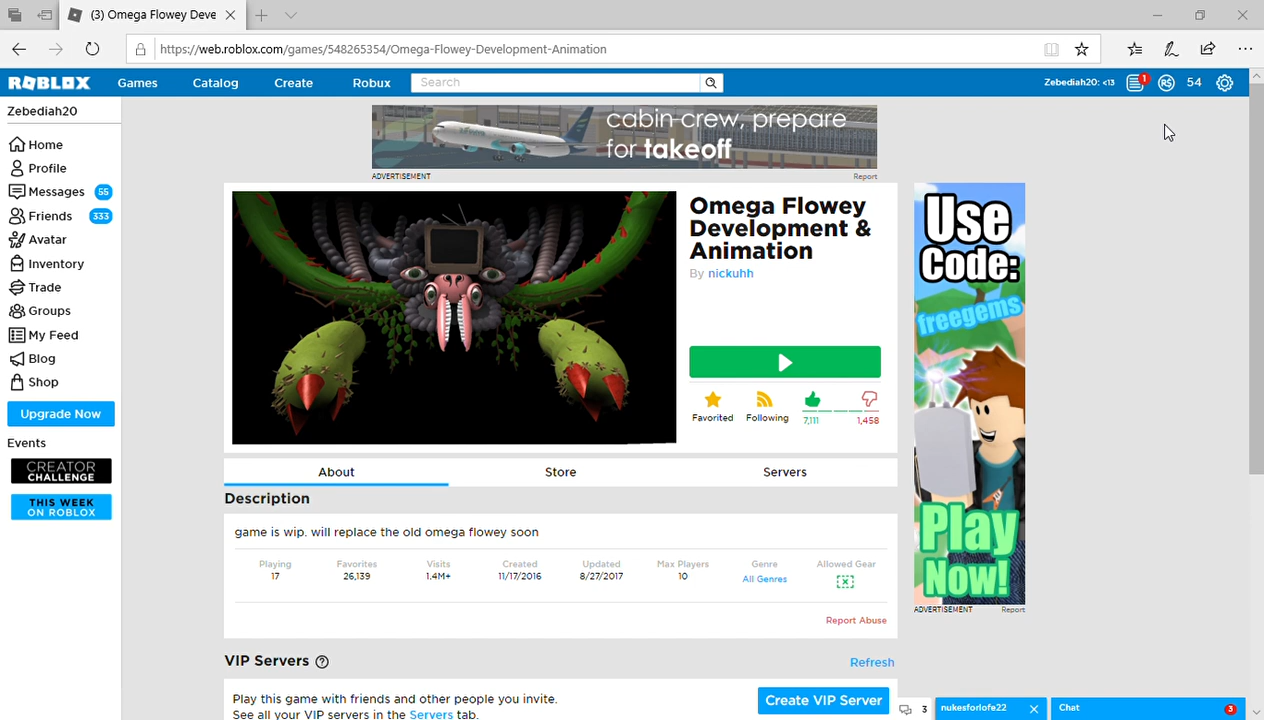 (3) Omega Flowey Deve
https://web.roblox.com/games/548265354/Omega-Flowey-Development-Animation
ROBLOX Games Catalog Create Robux Search Zebediah20: <13 1 R$ 54
Zebediah20
Home
Profile
Messages 55
Friends 333
Avatar
Inventory
Trade
Groups
My Feed
Blog
Shop
Upgrade Now
Events
CREATOR
CHALLENGE
THIS WEEK
ON ROBLOX
cabin-crew, prepare
for takeoff
ADVERTISEMENT Report
Omega Flowey
Development &
Animation
By nickuhh
Favorited Following 7,111 1,458
About Store Servers
Description
game is wip. will replace the old omega flowey soon
Playing Favorites Visits Created Updated Max Players Genre Allowed Gear
17 26,139 1.4M+ 11/17/2016 8/27/2017 10 All Genres
Report Abuse
VIP Servers ? Refresh
Play this game with friends and other people you invite.
See all your VIP servers in the Servers tab.
Create VIP Server
Use
Code:
freegems
Play
Now!
ADVERTISEMENT Report
3 nukesforlofe22 Chat 3